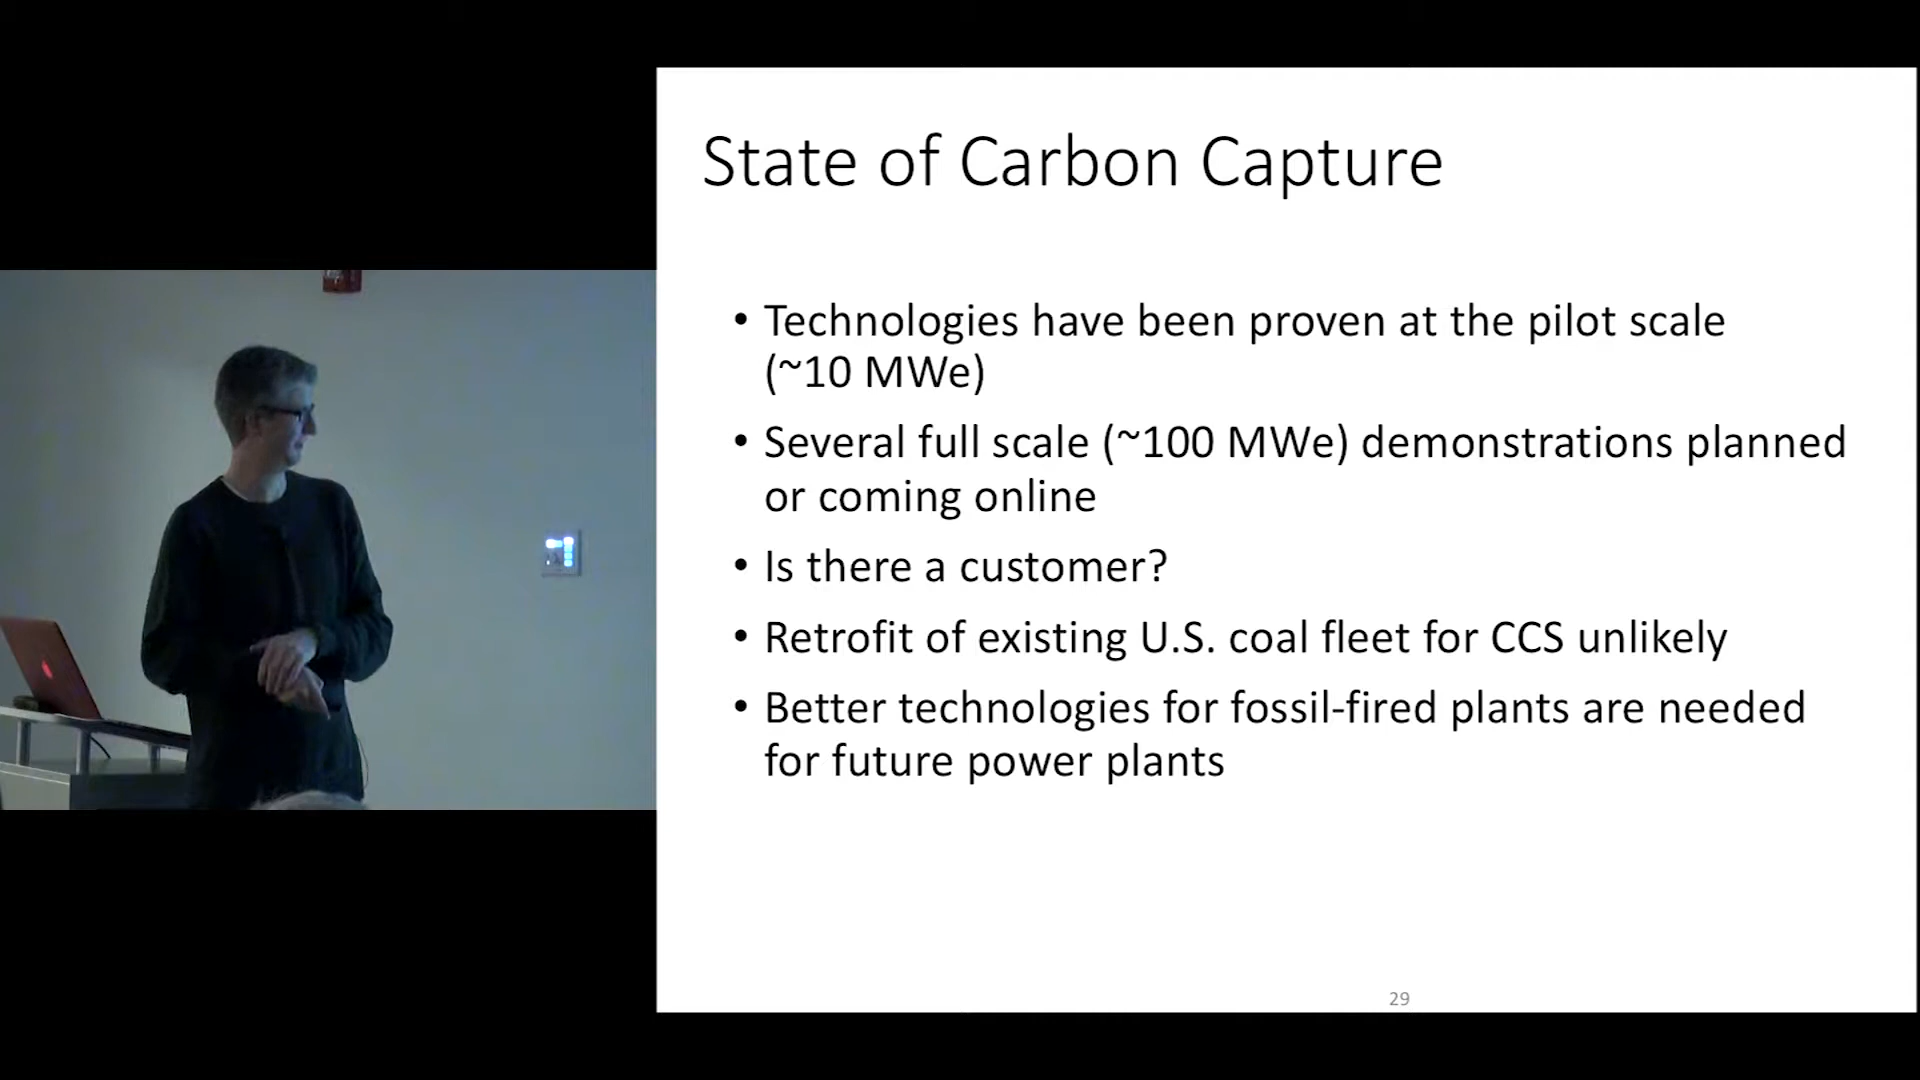 State of Carbon Capture
• Technologies have been proven at the pilot scale
(~10 MWe)
• Several full scale (~100 MWe) demonstrations planned
or coming online
• Is there a customer?
• Retrofit of existing U.S. coal fleet for CCS unlikely
• Better technologies for fossil-fired plants are needed
for future power plants
29